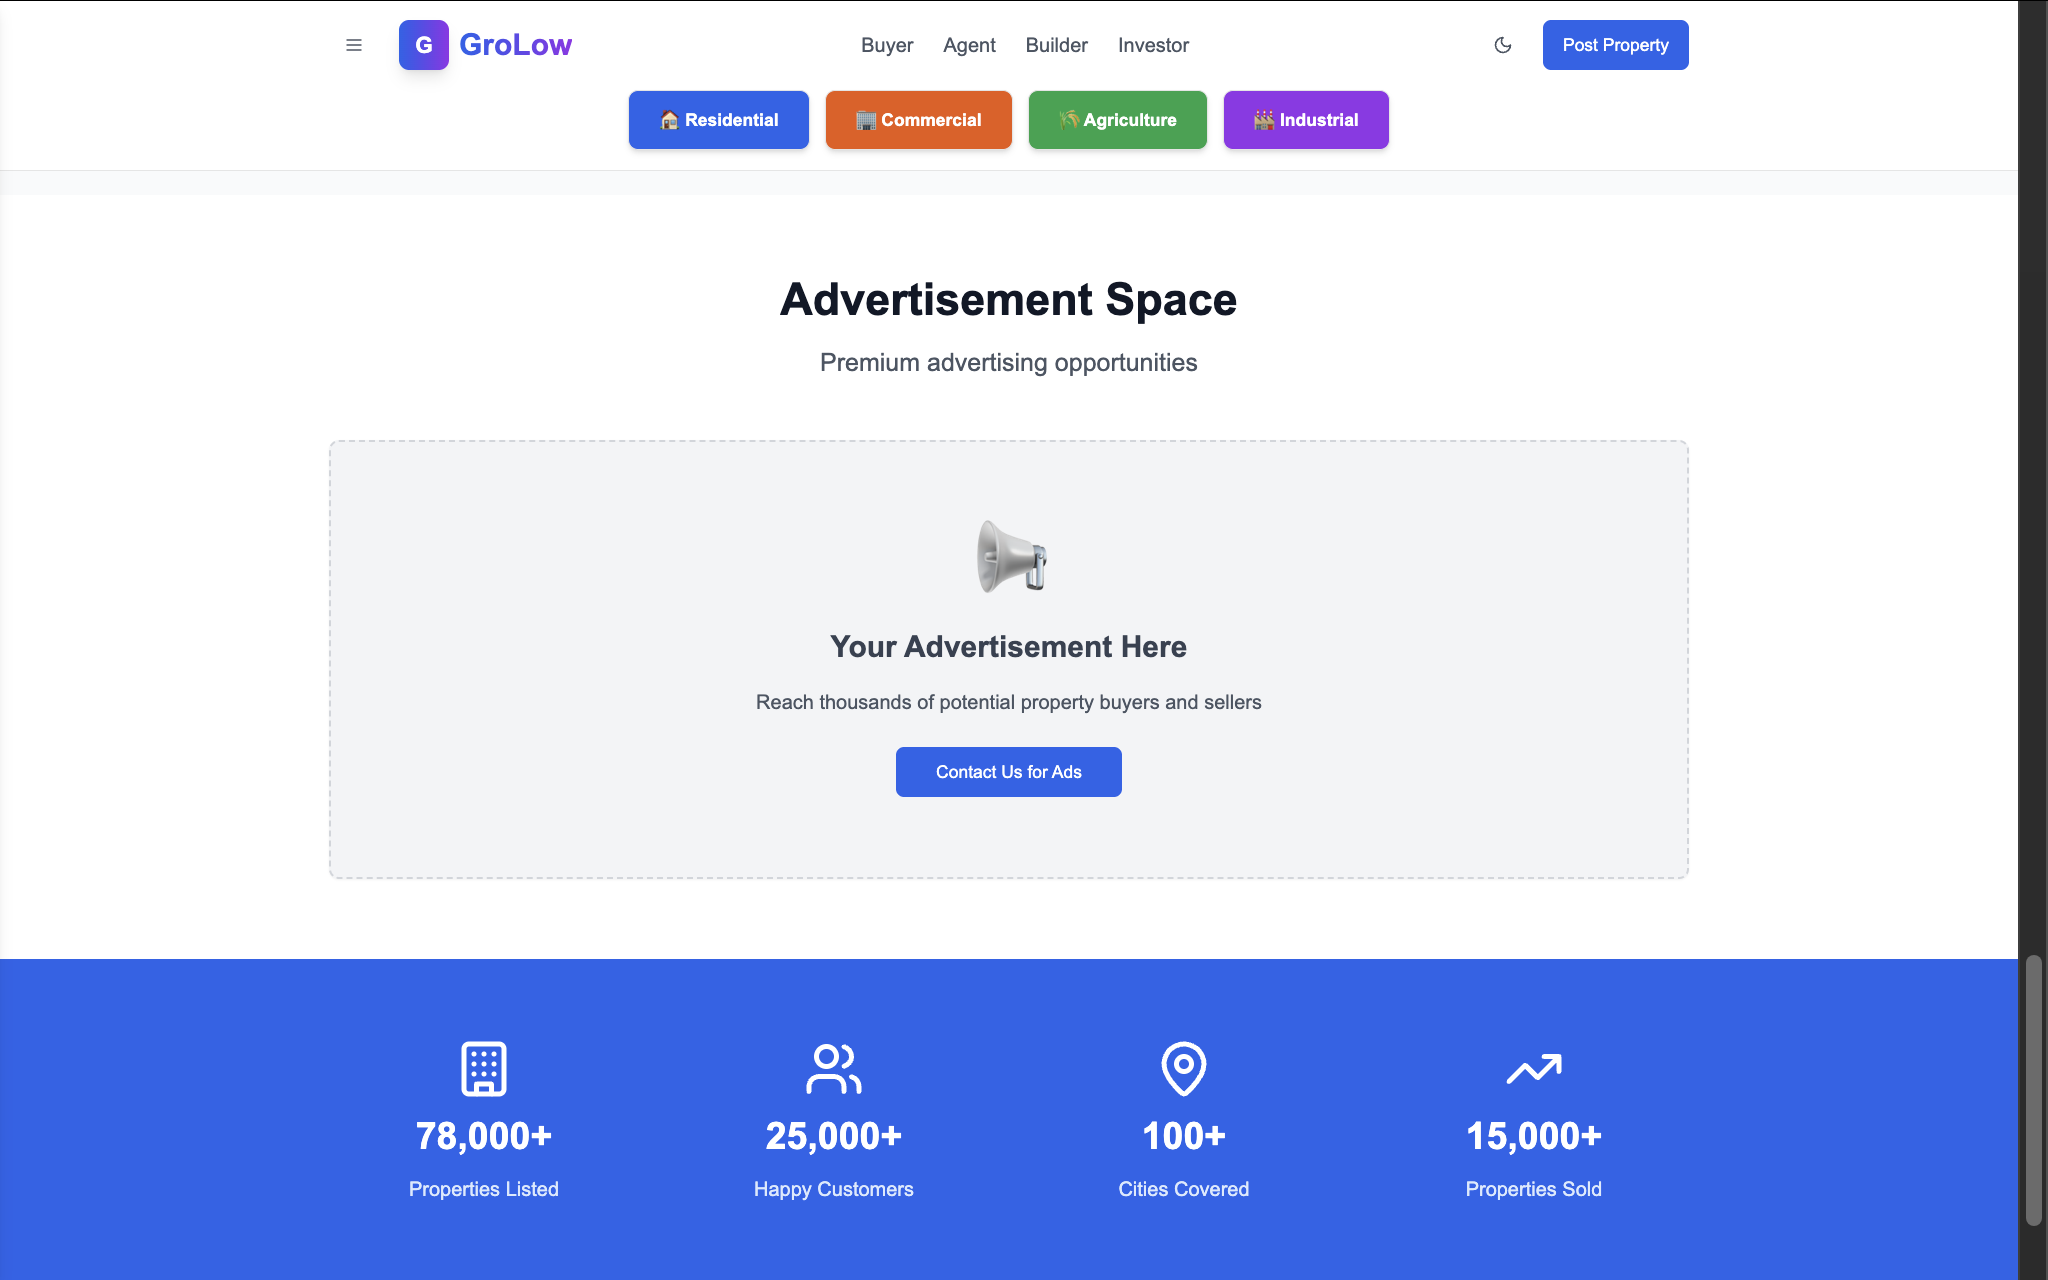 G GroLow
Buyer Agent Builder Investor
Post Property
Residential Commercial Agriculture Industrial
Advertisement Space
Premium advertising opportunities
Your Advertisement Here
Reach thousands of potential property buyers and sellers
Contact Us for Ads
78,000+ 25,000+ 100+ 15,000+
Properties Listed Happy Customers Cities Covered Properties Sold